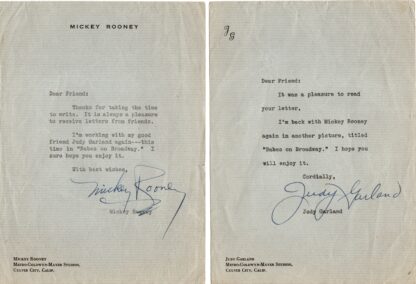 MICKEY ROONEY
Dear Friend:
Thanks for taking the time
to write. It is always a pleasure
to receive letters from friends.
I'm working with my good
friend Judy Garland again---this
time in "Babes on Broadway." I
sure hope you enjoy it.
With best wishes,
Mickey Rooney
Mickey Rooney
MICKEY ROONEY
METRO-GOLDWYN-MAYER STUDIOS,
CULVER CITY, CALIF.
JG
Dear Friend:
It was a pleasure to read
your letter.
I'm back with Mickey Rooney
again in another picture, titled
"Babes on Broadway." I hope you
will enjoy it.
Cordially,
Judy Garland
Judy Garland
JUDY GARLAND
METRO-GOLDWYN-MAYER STUDIOS,
CULVER CITY, CALIF.